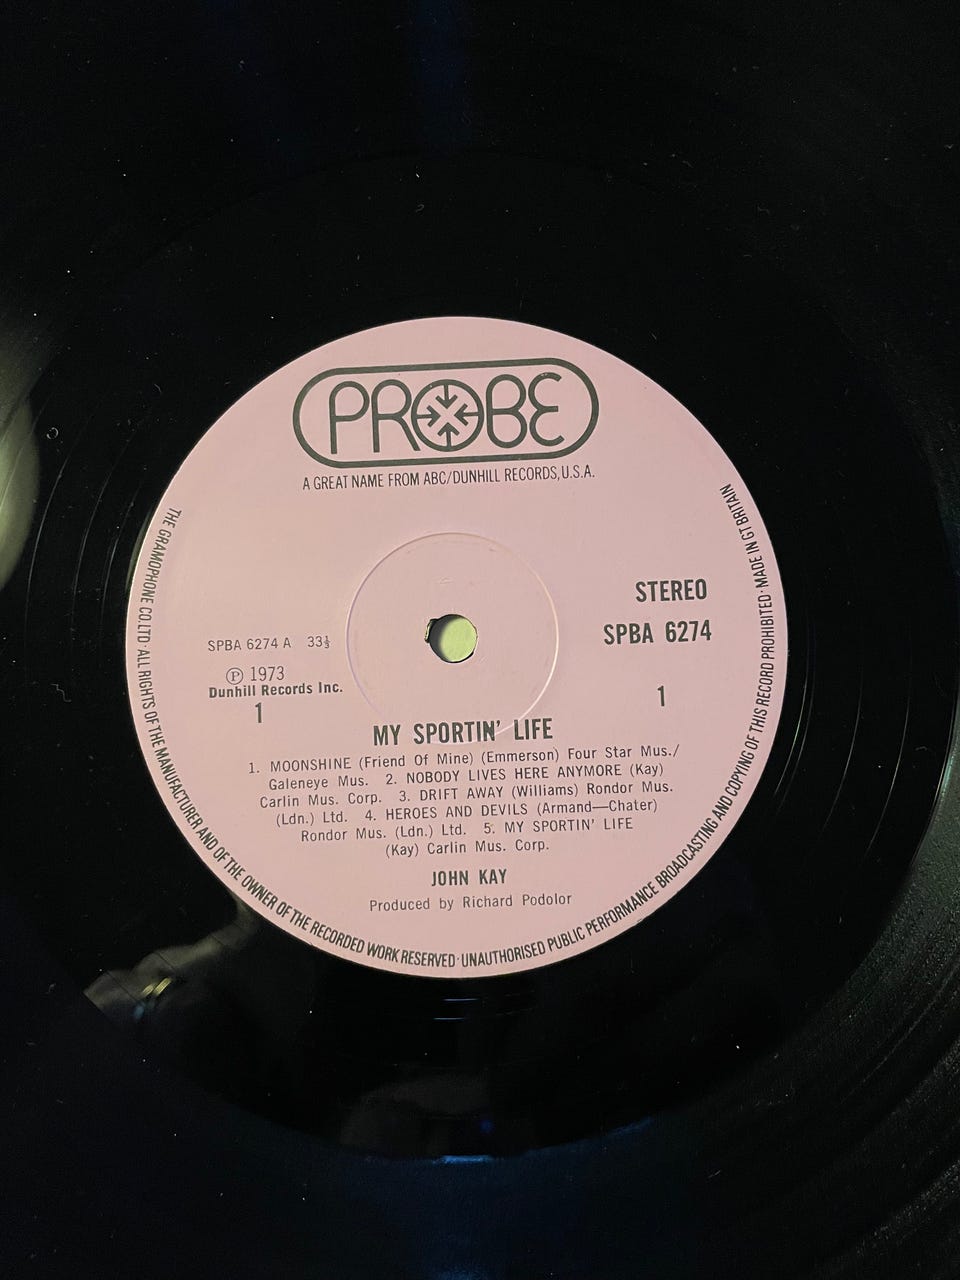 PROBE
A GREAT NAME FROM ABC/DUNHILL RECORDS, U.S.A.
STEREO
SPBA 6274
SPBA 6274 A 33⅓
Ⓟ 1973
Dunhill Records Inc.
1
1
MY SPORTIN' LIFE
1. MOONSHINE (Friend Of Mine) (Emmerson) Four Star Mus./
Galeneye Mus. 2. NOBODY LIVES HERE ANYMORE (Kay)
Carlin Mus. Corp. 3. DRIFT AWAY (Williams) Rondor Mus.
(Ldn.) Ltd. 4. HEROES AND DEVILS (Armand—Chater)
Rondor Mus. (Ldn.) Ltd. 5. MY SPORTIN' LIFE
(Kay) Carlin Mus. Corp.
JOHN KAY
Produced by Richard Podolor
THE GRAMOPHONE CO. LTD · ALL RIGHTS OF THE MANUFACTURER AND OF THE OWNER OF THE RECORDED WORK RESERVED · UNAUTHORISED PUBLIC PERFORMANCE BROADCASTING AND COPYING OF THIS RECORD PROHIBITED · MADE IN GT BRITAIN